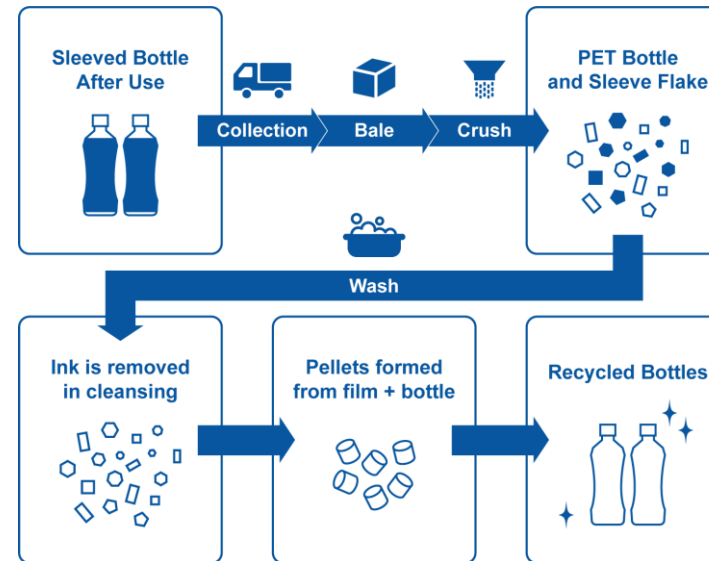 Sleeved Bottle
After Use
Collection
Bale
Crush
PET Bottle
and Sleeve Flake
Wash
Ink is removed
in cleansing
Pellets formed
from film + bottle
Recycled Bottles